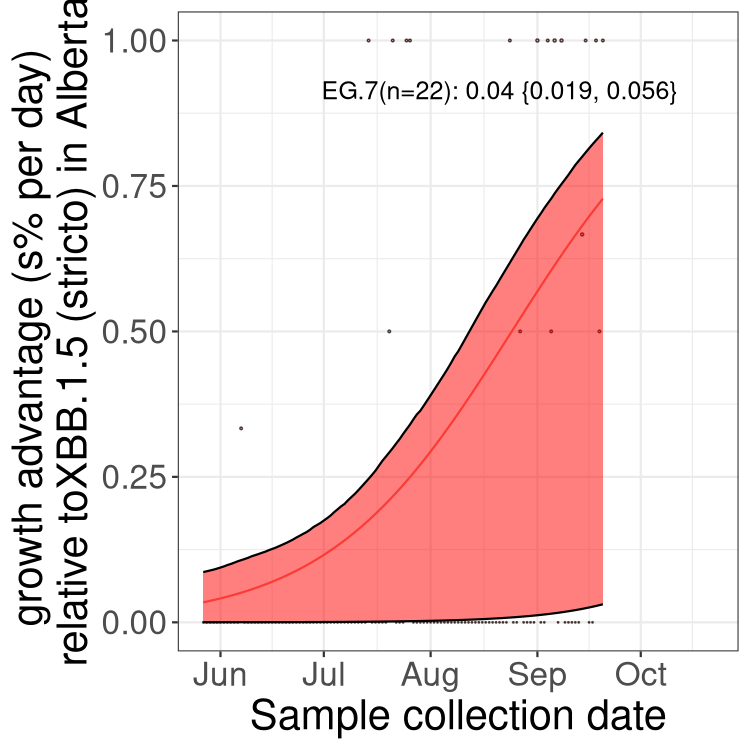 growth advantage (s% per day)
relative toXBB.1.5 (stricto) in Alberta
1.00
0.75
0.50
0.25
0.00
EG.7(n=22): 0.04 {0.019, 0.056}
Jun Jul Aug Sep Oct
Sample collection date